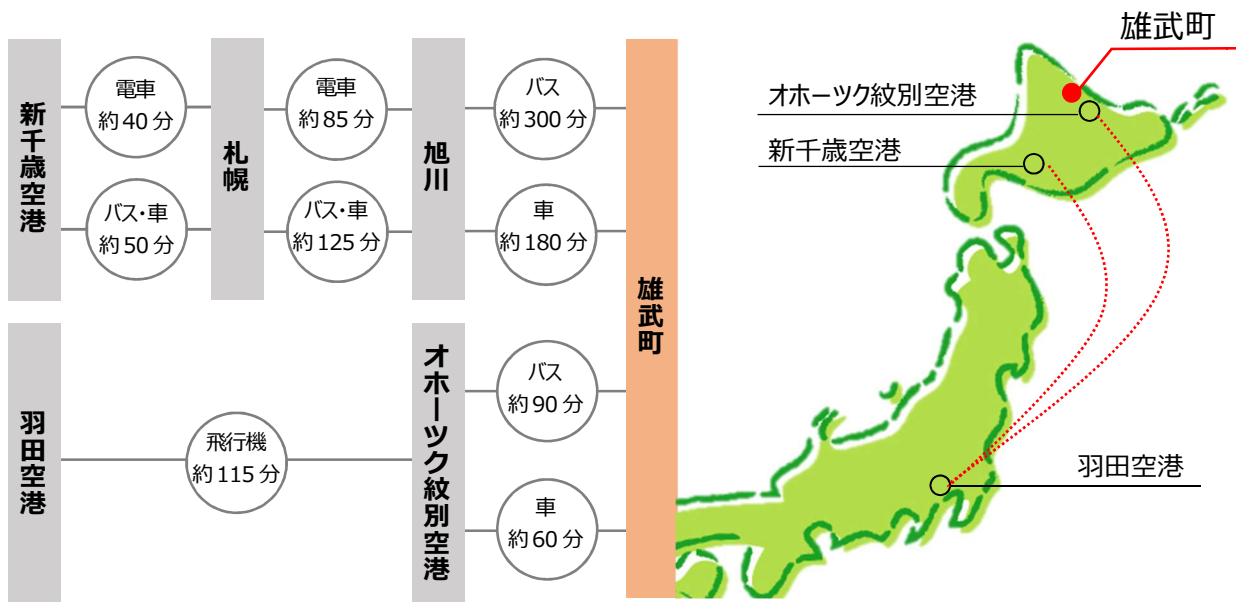 新千歳空港
電車
約40分
バス・車
約50分
札幌
電車
約85分
バス・車
約125分
旭川
バス
約300分
車
約180分
羽田空港
飛行機
約115分
オホーツク紋別空港
バス
約90分
車
約60分
雄武町
雄武町
オホーツク紋別空港
新千歳空港
羽田空港